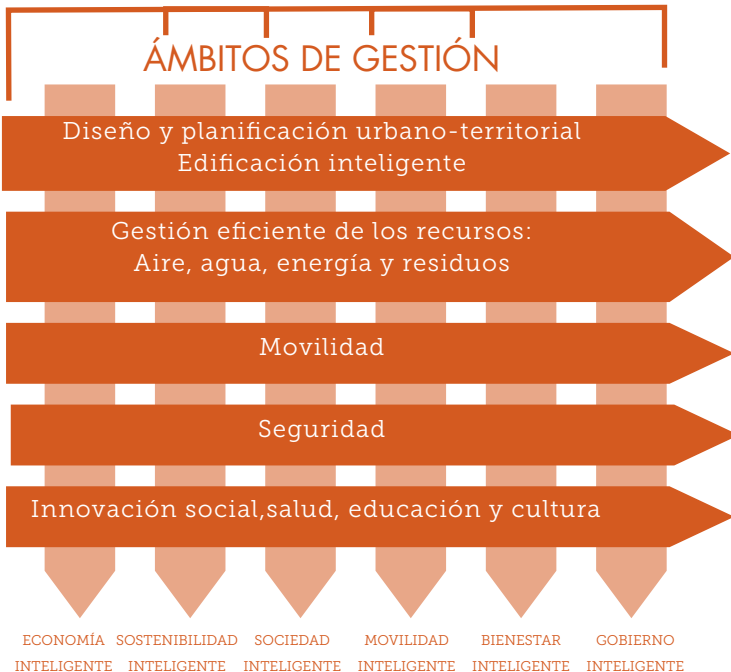 ÁMBITOS DE GESTIÓN
Diseño y planificación urbano-territorial
Edificación inteligente
Gestión eficiente de los recursos:
Aire, agua, energía y residuos
Movilidad
Seguridad
Innovación social,salud, educación y cultura
ECONOMÍA SOSTENIBILIDAD SOCIEDAD MOVILIDAD BIENESTAR GOBIERNO
INTELIGENTE INTELIGENTE INTELIGENTE INTELIGENTE INTELIGENTE INTELIGENTE